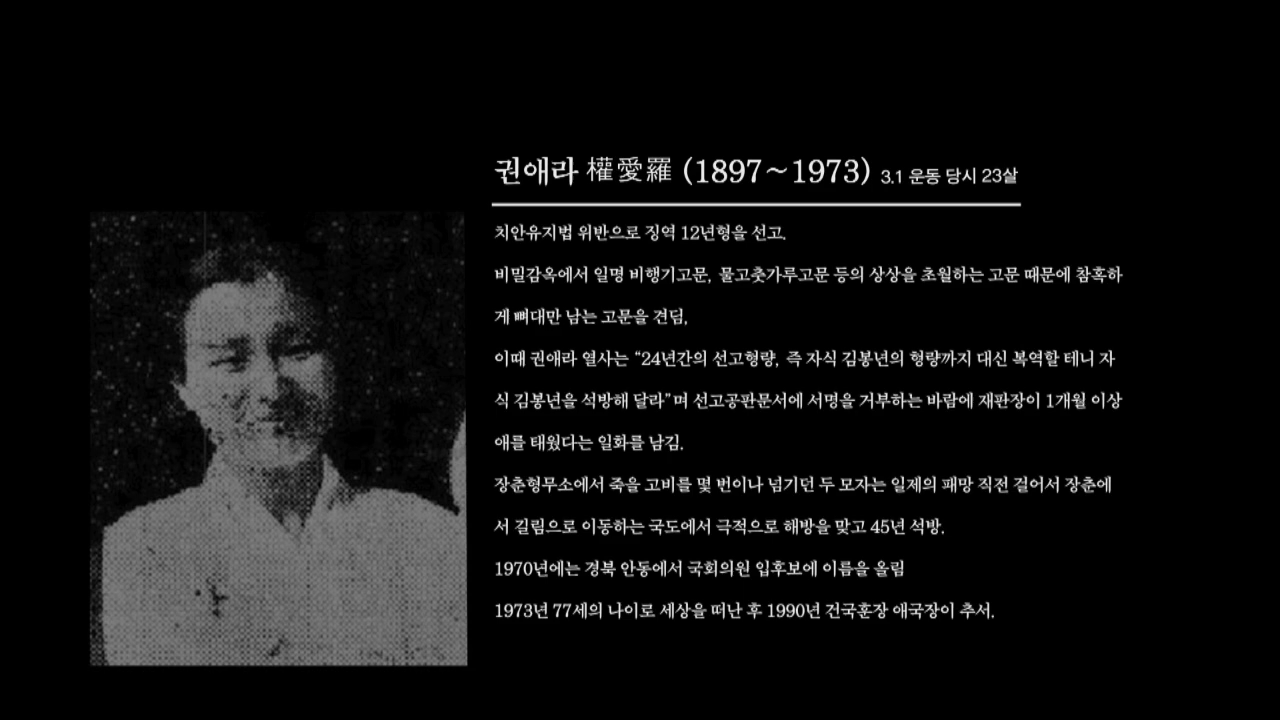 권애라 權愛羅 (1897~1973) 3.1 운동 당시 23살
치안유지법 위반으로 징역 12년형을 선고.
비밀감옥에서 일명 비행기고문, 물고춧가루고문 등의 상상을 초월하는 고문 때문에 참혹하
게 뼈대만 남는 고문을 견딤,
이때 권애라 열사는 “24년간의 선고형량, 즉 자식 김봉년의 형량까지 대신 복역할 테니 자
식 김봉년을 석방해 달라”며 선고공판문서에 서명을 거부하는 바람에 재판장이 1개월 이상
애를 태웠다는 일화를 남김.
장춘형무소에서 죽을 고비를 몇 번이나 넘기던 두 모자는 일제의 패망 직전 걸어서 장춘에
서 길림으로 이동하는 국도에서 극적으로 해방을 맞고 45년 석방.
1970년에는 경북 안동에서 국회의원 입후보에 이름을 올림
1973년 77세의 나이로 세상을 떠난 후 1990년 건국훈장 애국장이 추서.